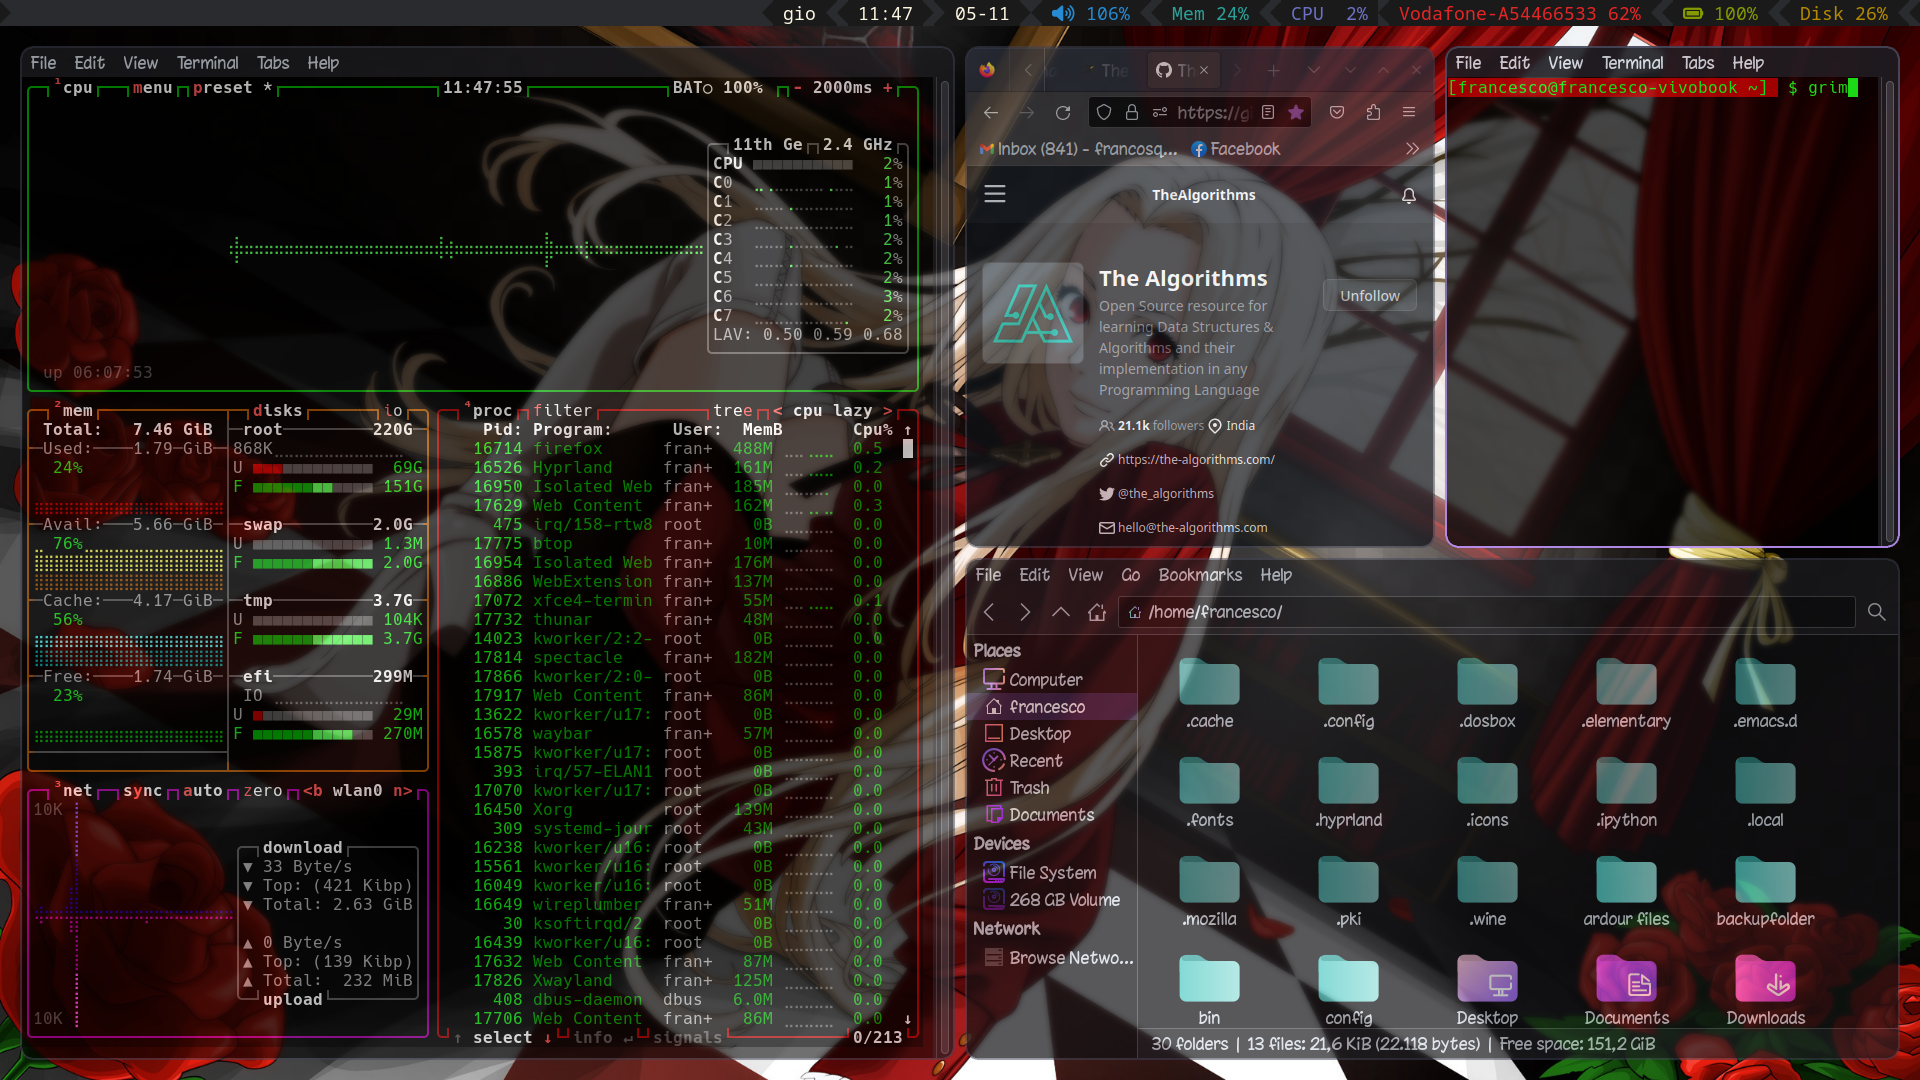 gio 11:47 05-11 106% Mem 24% CPU 2% Vodafone-A54466533 62% 100% Disk 26%
File Edit View Terminal Tabs Help
¹cpu menu preset * 11:47:55 BAT○ 100% - 2000ms +
11th Ge 2.4 GHz
CPU 2%
C0 1%
C1 1%
C2 1%
C3 2%
C4 2%
C5 2%
C6 3%
C7 2%
LAV: 0.50 0.59 0.68
up 06:07:53
²mem disks io
Total: 7.46 GiB
Used: 1.79 GiB
24%
Avail: 5.66 GiB
76%
Cache: 4.17 GiB
56%
Free: 1.74 GiB
23%
root 220G
868K
U 69G
F 151G
swap 2.0G
U 1.3M
F 2.0G
tmp 3.7G
U 104K
F 3.7G
efi 299M
IO
U 29M
F 270M
³net sync auto zero <b wlan0 n>
10K
download
▼ 33 Byte/s
▼ Top: (421 Kibp)
▼ Total: 2.63 GiB
▲ 0 Byte/s
▲ Top: (139 Kibp)
▲ Total: 232 MiB
upload
10K
⁴proc filter tree < cpu lazy >
Pid: Program: User: MemB Cpu% ↑
16714 firefox fran+ 488M 0.5
16526 Hyprland fran+ 161M 0.2
16950 Isolated Web fran+ 185M 0.0
17629 Web Content fran+ 162M 0.3
475 irq/158-rtw8 root 0B 0.0
17775 btop fran+ 10M 0.0
16954 Isolated Web fran+ 176M 0.0
16886 WebExtension fran+ 137M 0.0
17072 xfce4-termin fran+ 55M 0.1
17732 thunar fran+ 48M 0.0
14023 kworker/2:2- root 0B 0.0
17814 spectacle fran+ 182M 0.0
17866 kworker/2:0- root 0B 0.0
17917 Web Content fran+ 86M 0.0
13622 kworker/u17: root 0B 0.0
16578 waybar fran+ 57M 0.0
15875 kworker/u17: root 0B 0.0
393 irq/57-ELAN1 root 0B 0.0
17070 kworker/u17: root 0B 0.0
16450 Xorg root 139M 0.0
309 systemd-jour root 43M 0.0
16238 kworker/u16: root 0B 0.0
15561 kworker/u16: root 0B 0.0
16049 kworker/u16: root 0B 0.0
16649 wireplumber fran+ 51M 0.0
30 ksoftirqd/2 root 0B 0.0
16439 kworker/u16: root 0B 0.0
17632 Web Content fran+ 87M 0.0
17826 Xwayland fran+ 125M 0.0
408 dbus-daemon dbus 6.0M 0.0
17706 Web Content fran+ 86M 0.0 ↓
↑ select ↓ info ↵ signals 0/213
The Th
https://gi
Inbox (841) - francosq... Facebook
TheAlgorithms
The Algorithms
Unfollow
Open Source resource for
learning Data Structures &
Algorithms and their
implementation in any
Programming Language
21.1k followers India
https://the-algorithms.com/
@the_algorithms
hello@the-algorithms.com
File Edit View Terminal Tabs Help
[francesco@francesco-vivobook ~] $ grim
File Edit View Go Bookmarks Help
/home/francesco/
Places
Computer
francesco
Desktop
Recent
Trash
Documents
Devices
File System
268 GB Volume
Network
Browse Netwo...
.cache .config .dosbox .elementary .emacs.d
.fonts .hyprland .icons .ipython .local
.mozilla .pki .wine ardour files backupfolder
bin config Desktop Documents Downloads
30 folders | 13 files: 21,6 KiB (22.118 bytes) | Free space: 151,2 GiB